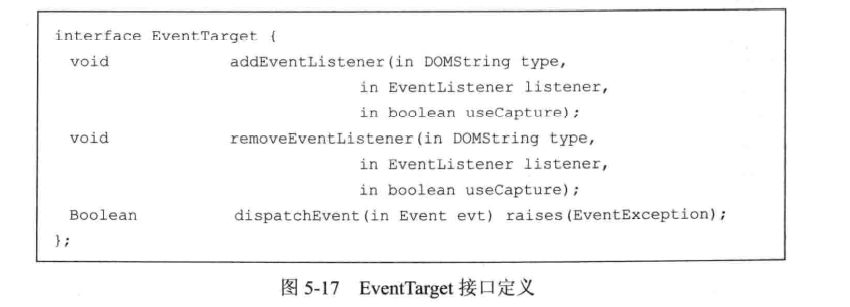 interface EventTarget {
void addEventListener(in DOMString type,
in EventListener listener,
in boolean useCapture);
void removeEventListener(in DOMString type,
in EventListener listener,
in boolean useCapture);
Boolean dispatchEvent(in Event evt) raises(EventException);
};
图 5-17 EventTarget 接口定义